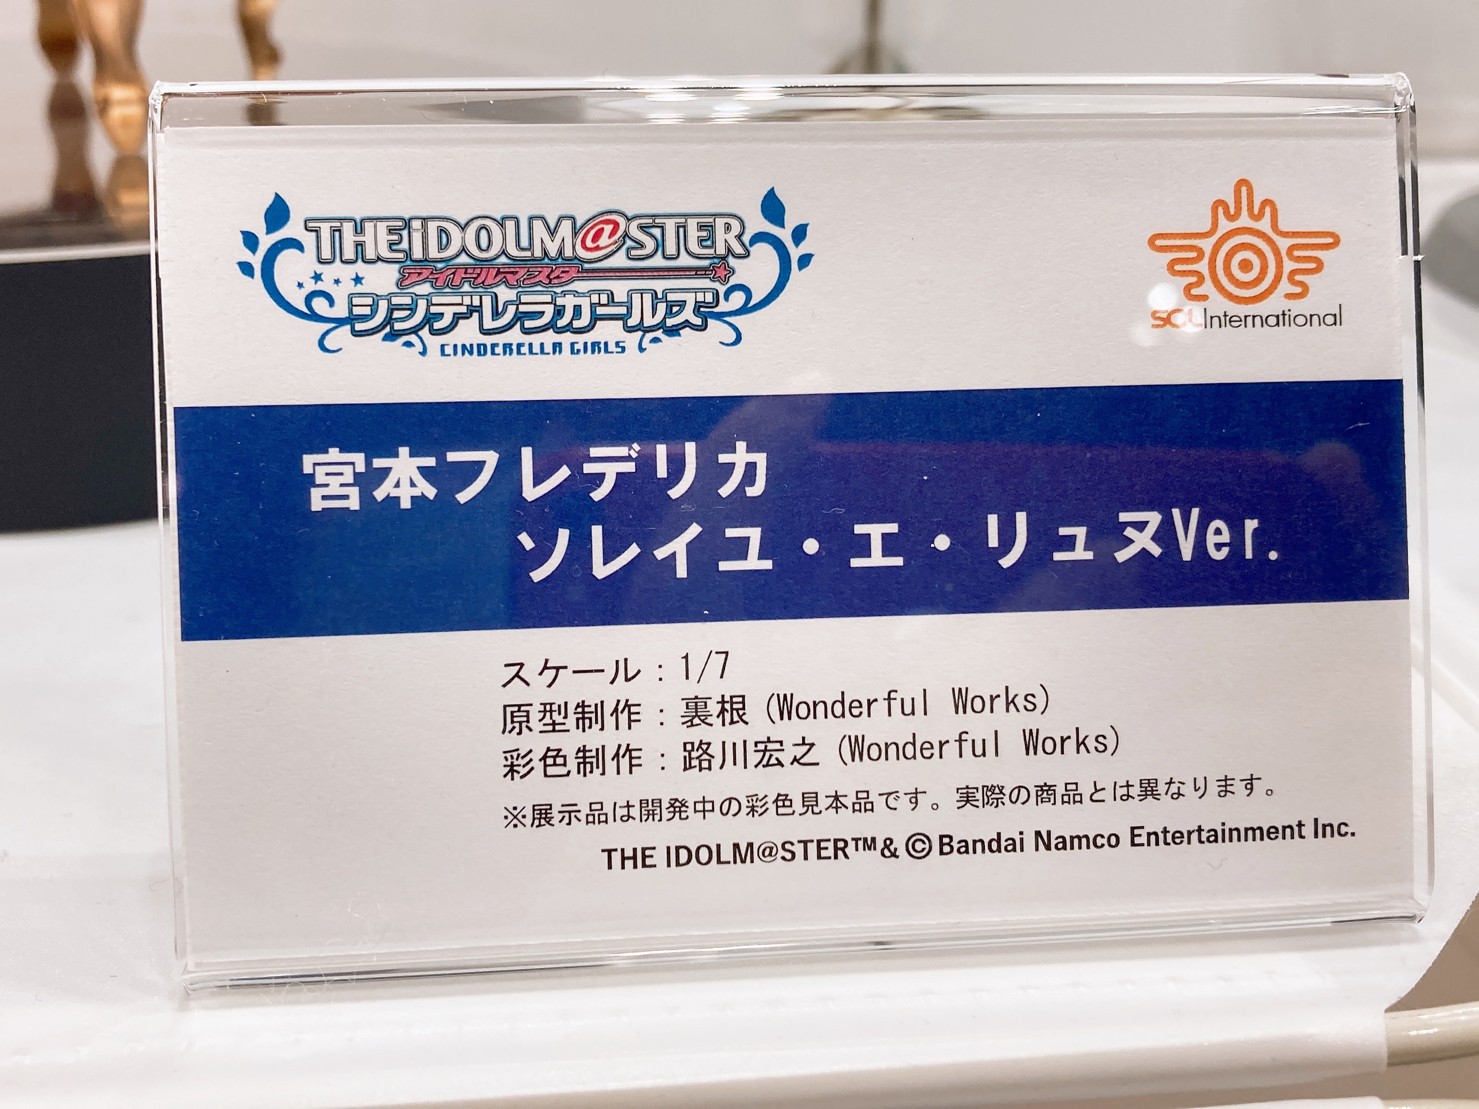 THE iDOLM@STER
アイドルマスター
シンデレラガールズ
CINDERELLA GIRLS
SOL International
宮本フレデリカ
ソレイユ・エ・リュヌVer.
スケール：1/7
原型制作：裏根 (Wonderful Works)
彩色制作：路川宏之 (Wonderful Works)
※展示品は開発中の彩色見本品です。実際の商品とは異なります。
THE IDOLM@STER™& ©Bandai Namco Entertainment Inc.